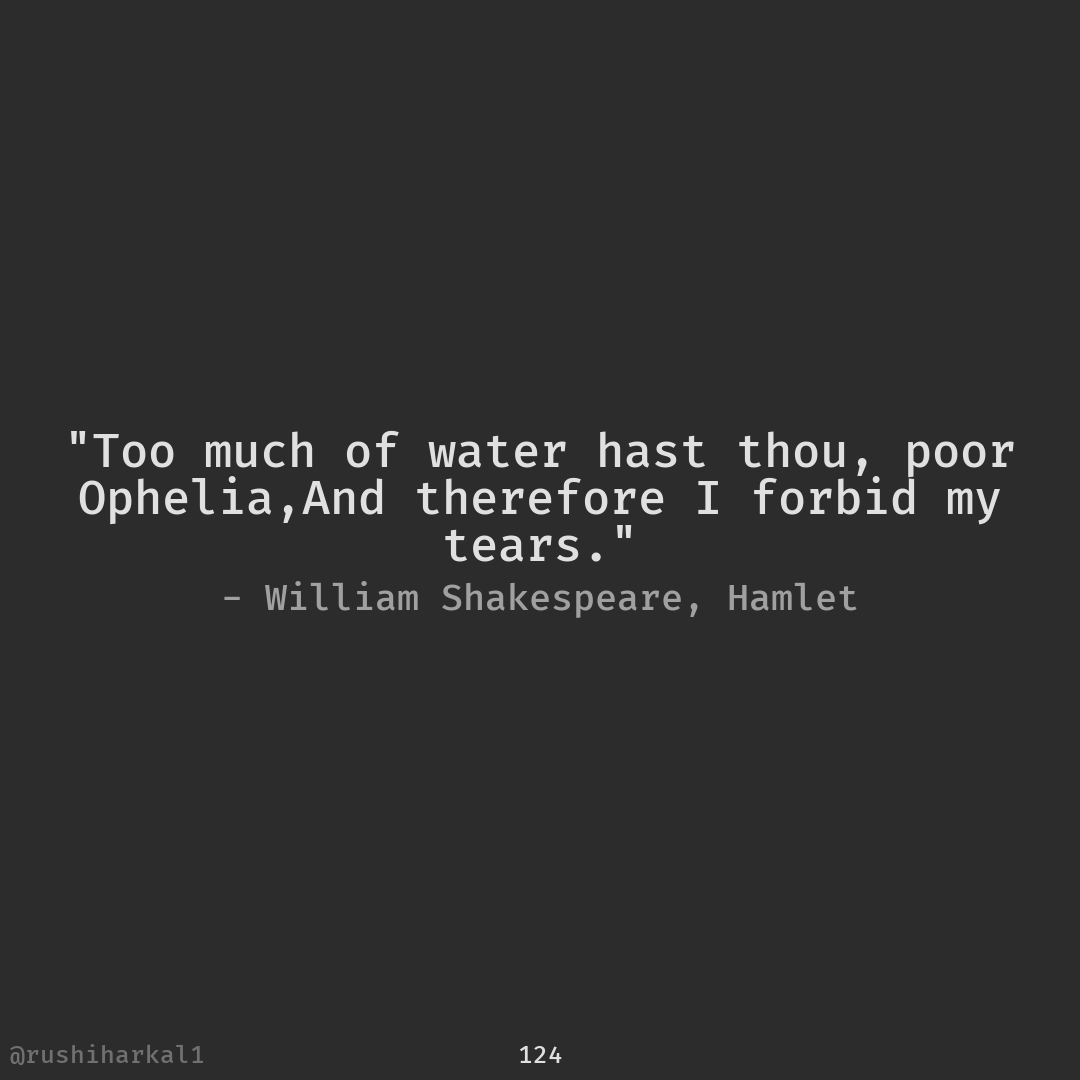 "Too much of water hast thou, poor
Ophelia,And therefore I forbid my
tears."
– William Shakespeare, Hamlet
@rushiharkal1
124